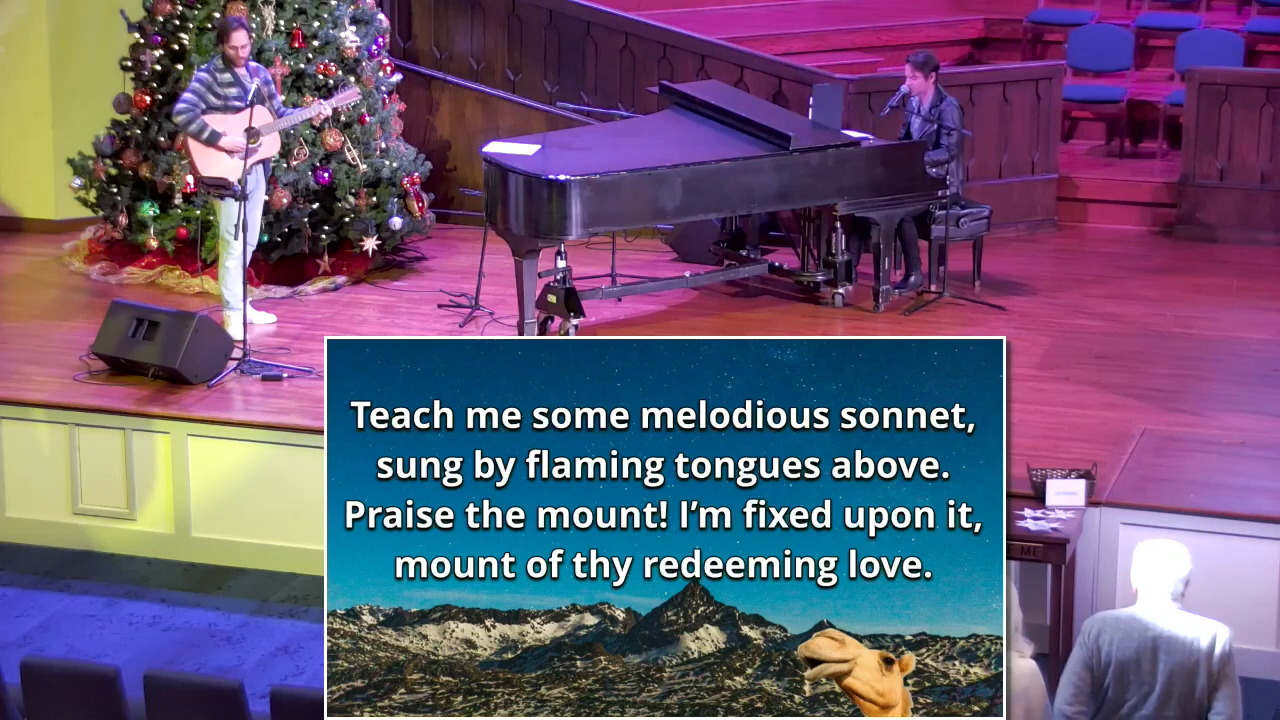 Teach me some melodious sonnet,
sung by flaming tongues above.
Praise the mount! I’m fixed upon it,
mount of thy redeeming love.
ME